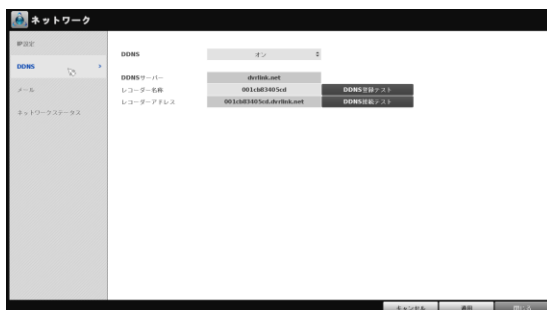 ネットワーク
IP設定
DDNS
メール
ネットワークステータス
DDNS オン
DDNSサーバー dvrlink.net
レコーダー名称 001cb83405cd DDNS登録テスト
レコーダーアドレス 001cb83405cd.dvrlink.net DDNS接続テスト
キャンセル 適用 閉じる